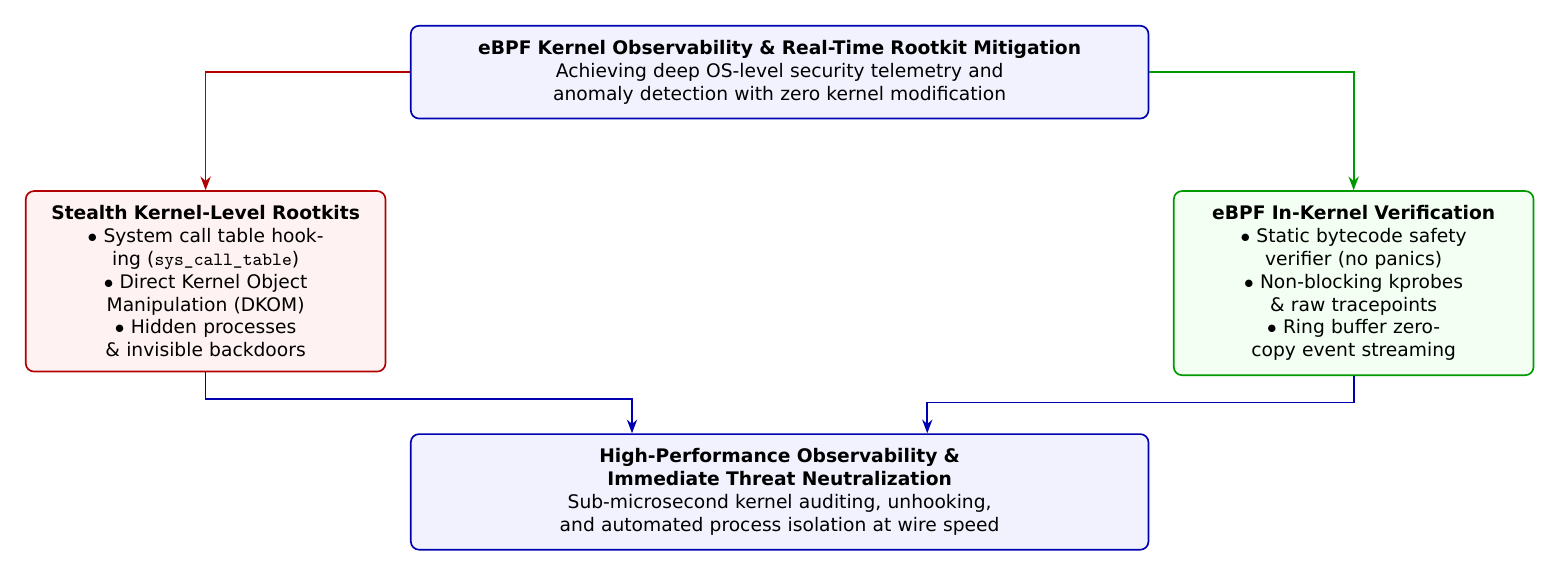 eBPF Kernel Observability & Real-Time Rootkit Mitigation
Achieving deep OS-level security telemetry and
anomaly detection with zero kernel modification
Stealth Kernel-Level Rootkits
• System call table hook-
ing (sys_call_table)
• Direct Kernel Object
Manipulation (DKOM)
• Hidden processes
& invisible backdoors
eBPF In-Kernel Verification
• Static bytecode safety
verifier (no panics)
• Non-blocking kprobes
& raw tracepoints
• Ring buffer zero-
copy event streaming
High-Performance Observability &
Immediate Threat Neutralization
Sub-microsecond kernel auditing, unhooking,
and automated process isolation at wire speed